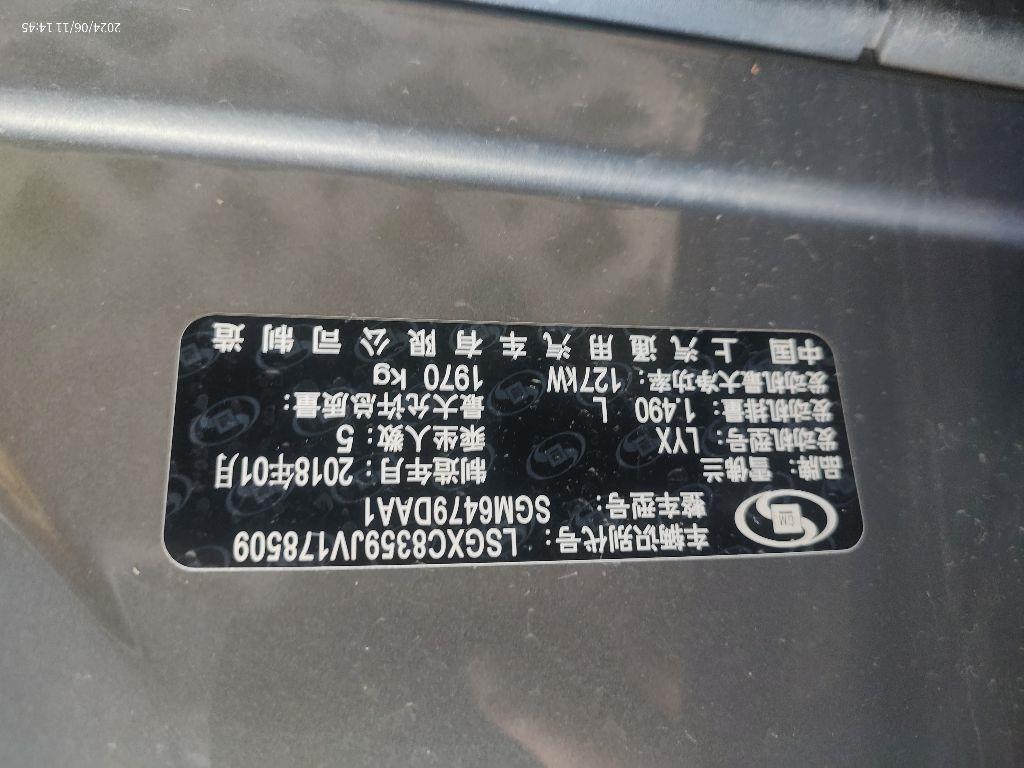 车辆识别代号：LSGXC8359JV178509
整车型号：SGM6479DAA1
品牌：雪佛兰 制造年月：2018年01月
发动机型号：LYX 乘坐人数：5
发动机排量：1.490 L 最大允许总质量：
发动机最大净功率：127kW 1970 kg
中国 上汽通用汽车有限公司制造
GM
2024/06/11 14:45